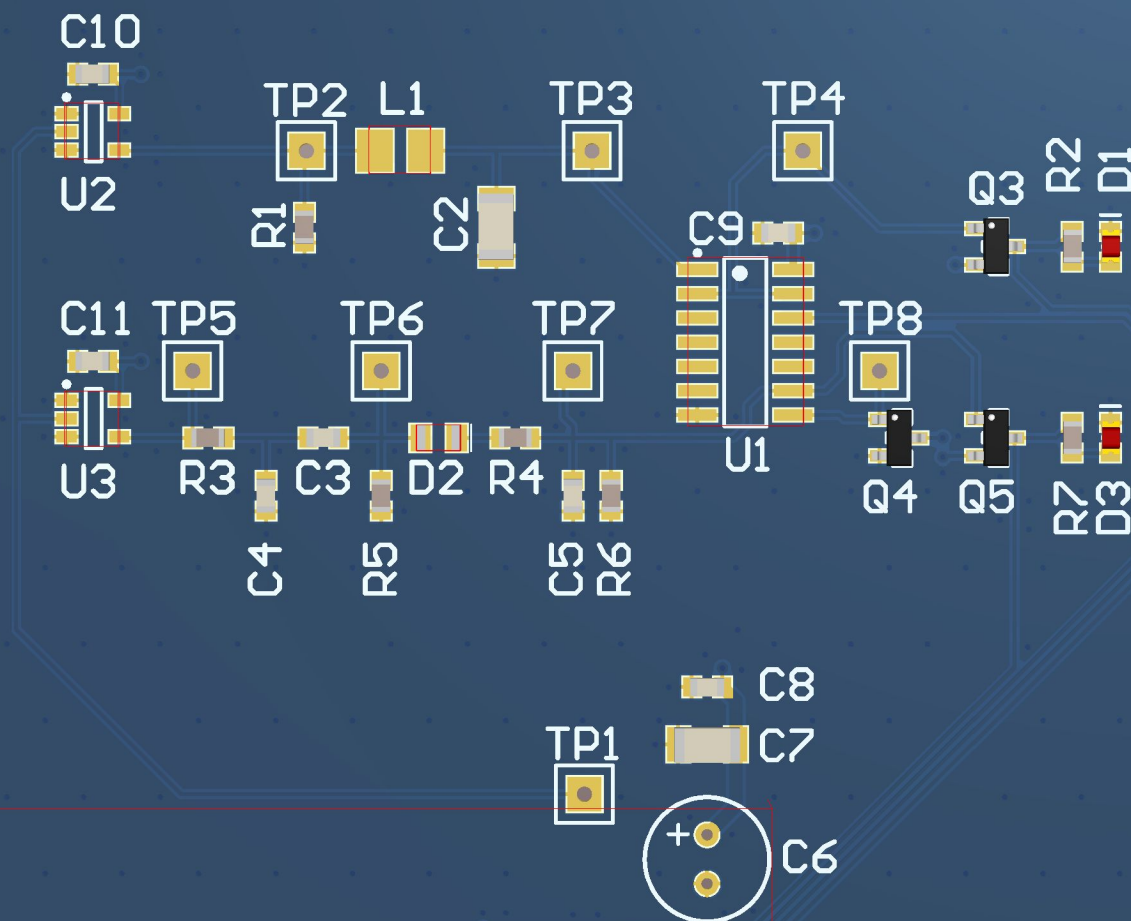 C10
TP2
L1
TP3
TP4
R2
D1
U2
R1
C2
C9
Q3
C11
TP5
TP6
TP7
TP8
U3
R3
C3
D2
R4
U1
Q4
Q5
R7
D3
C4
R5
C5
R6
C8
TP1
C7
+
C6